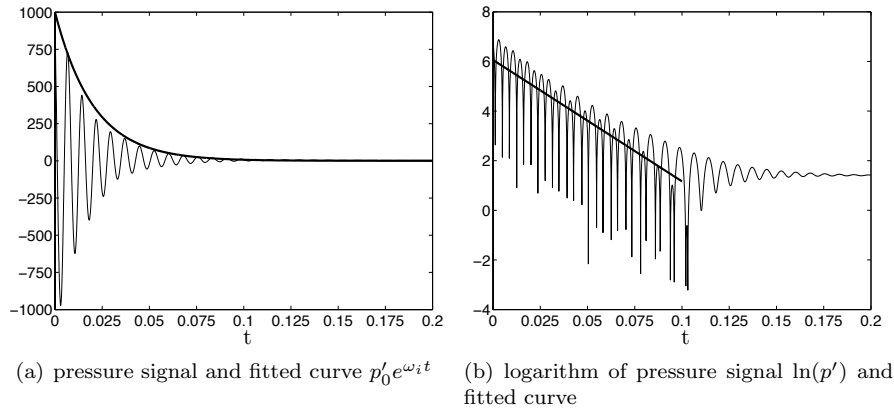 1000
750
500
250
0
−250
−500
−750
−1000
0 0.025 0.05 0.075 0.1 0.125 0.15 0.175 0.2
t
(a) pressure signal and fitted curve p′₀e^{ωᵢt}
8
6
4
2
0
−2
−4
0 0.025 0.05 0.075 0.1 0.125 0.15 0.175 0.2
t
(b) logarithm of pressure signal ln(p′) and
fitted curve